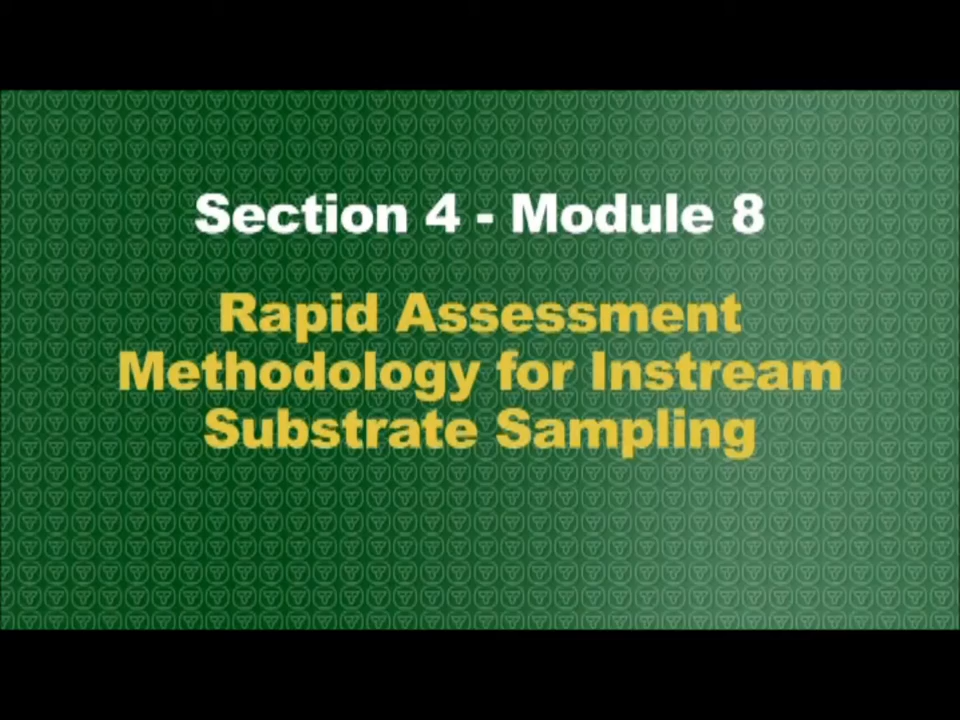 Section 4 - Module 8
Rapid Assessment
Methodology for Instream
Substrate Sampling